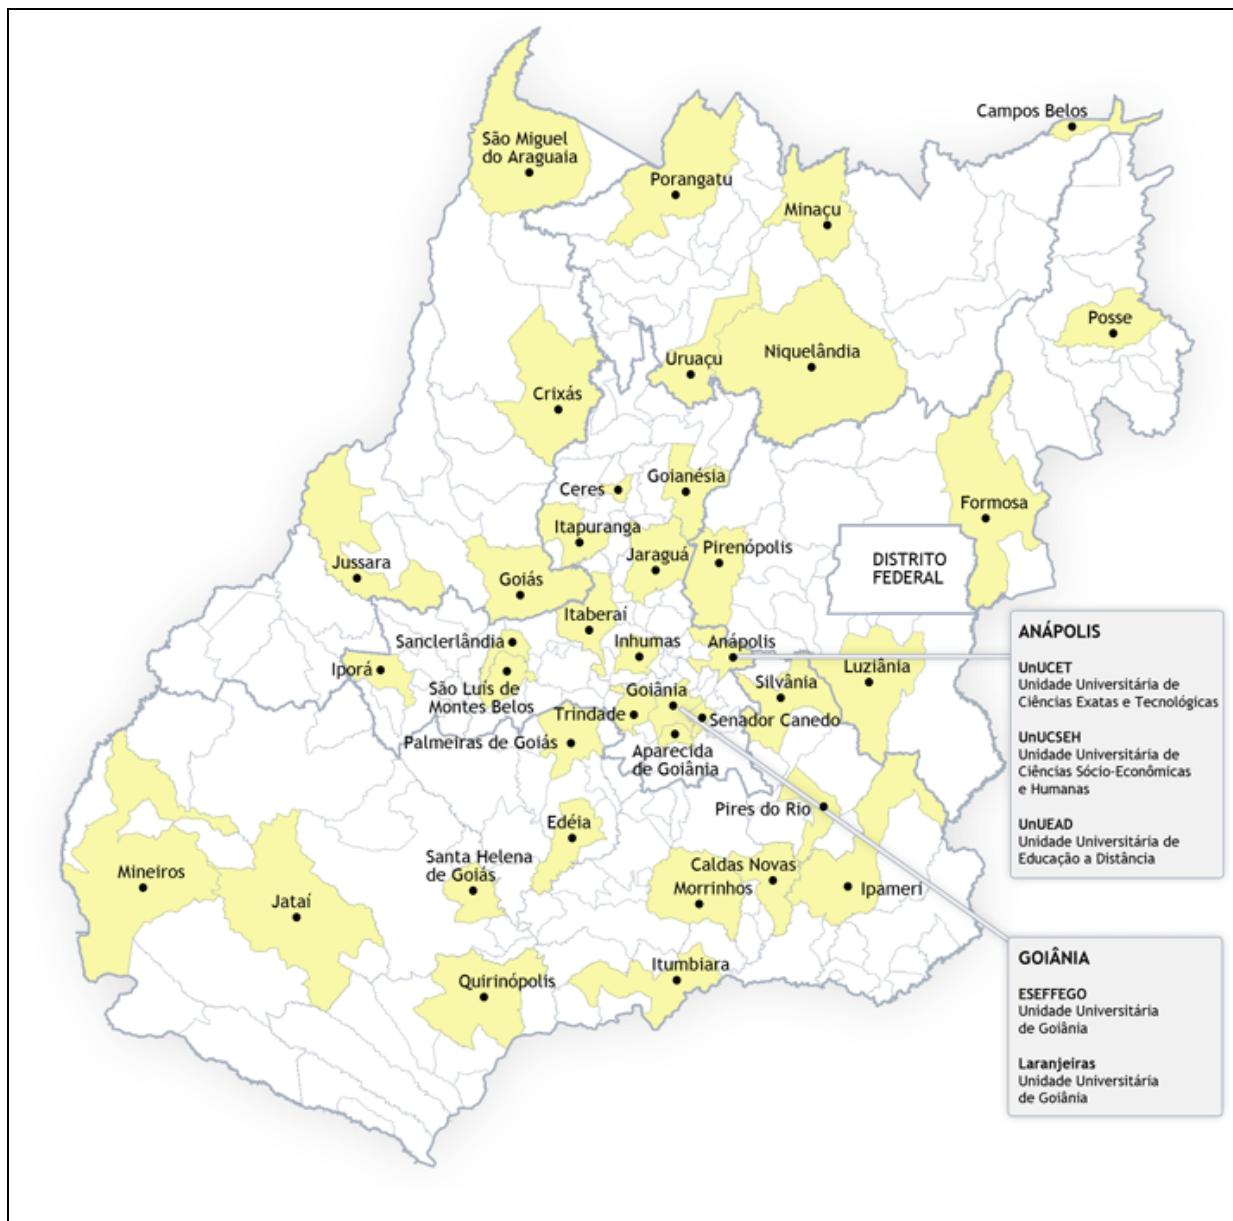 Campos Belos
São Miguel
do Araguaia
Porangatu
Minaçu
Posse
Niquelândia
Uruaçu
Crixás
Goianésia
Ceres
Formosa
Itapuranga
Jaraguá
Pirenópolis
DISTRITO
FEDERAL
Jussara
Goiás
Itaberaí
Sanclerlândia
Inhumas
Anápolis
Iporá
Luziânia
São Luis de
Montes Belos
Goiânia
Silvânia
Trindade
Senador Canedo
Palmeiras de Goiás
Aparecida
de Goiânia
Pires do Rio
Edéia
Santa Helena
de Goiás
Caldas Novas
Mineiros
Morrinhos
Ipameri
Jataí
Itumbiara
Quirinópolis
ANÁPOLIS
UnUCET
Unidade Universitária de
Ciências Exatas e Tecnológicas
UnUCSEH
Unidade Universitária de
Ciências Sócio-Econômicas
e Humanas
UnUEAD
Unidade Universitária de
Educação a Distância
GOIÂNIA
ESEFFEGO
Unidade Universitária
de Goiânia
Laranjeiras
Unidade Universitária
de Goiânia